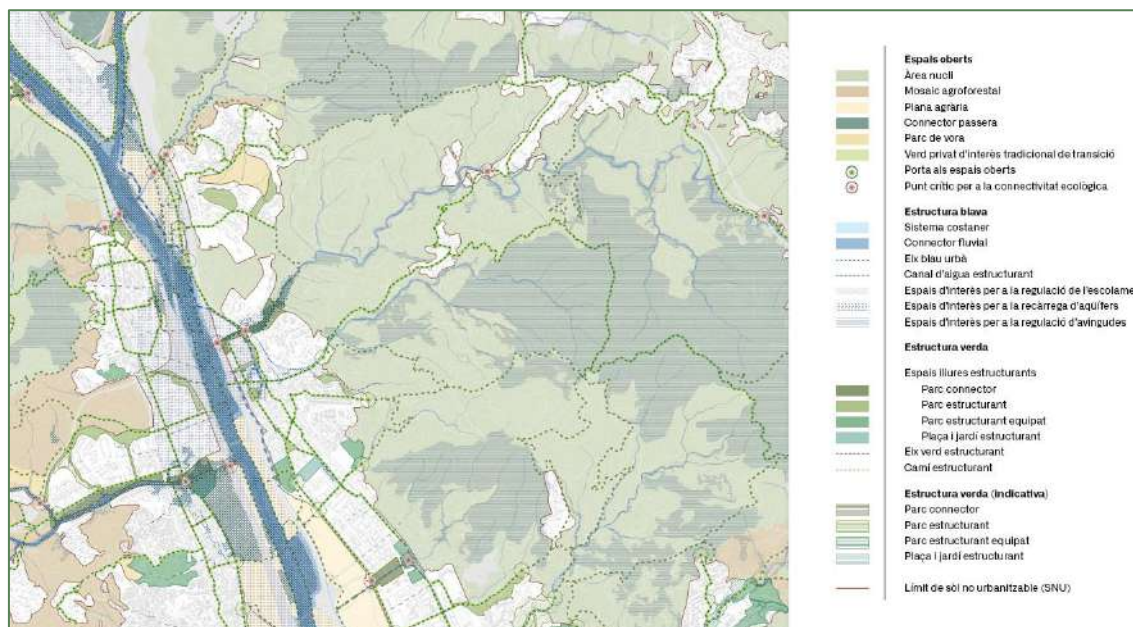 Espais oberts
Àrea nucli
Mosaic agroforestal
Plana agrària
Connector passera
Parc de vora
Verd privat d'interès tradicional de transició
Porta als espais oberts
Punt crític per a la connectivitat ecològica
Estructura blava
Sistema costaner
Connector fluvial
Eix blau urbà
Canal d'aigua estructurant
Espais d'interès per a la regulació de l'escolame
Espais d'interès per a la recàrrega d'aqüífers
Espais d'interès per a la regulació d'avingudes
Estructura verda
Espais lliures estructurants
Parc connector
Parc estructurant
Parc estructurant equipat
Plaça i jardí estructurant
Eix verd estructurant
Camí estructurant
Estructura verda (indicativa)
Parc connector
Parc estructurant
Parc estructurant equipat
Plaça i jardí estructurant
Límit de sòl no urbanitzable (SNU)